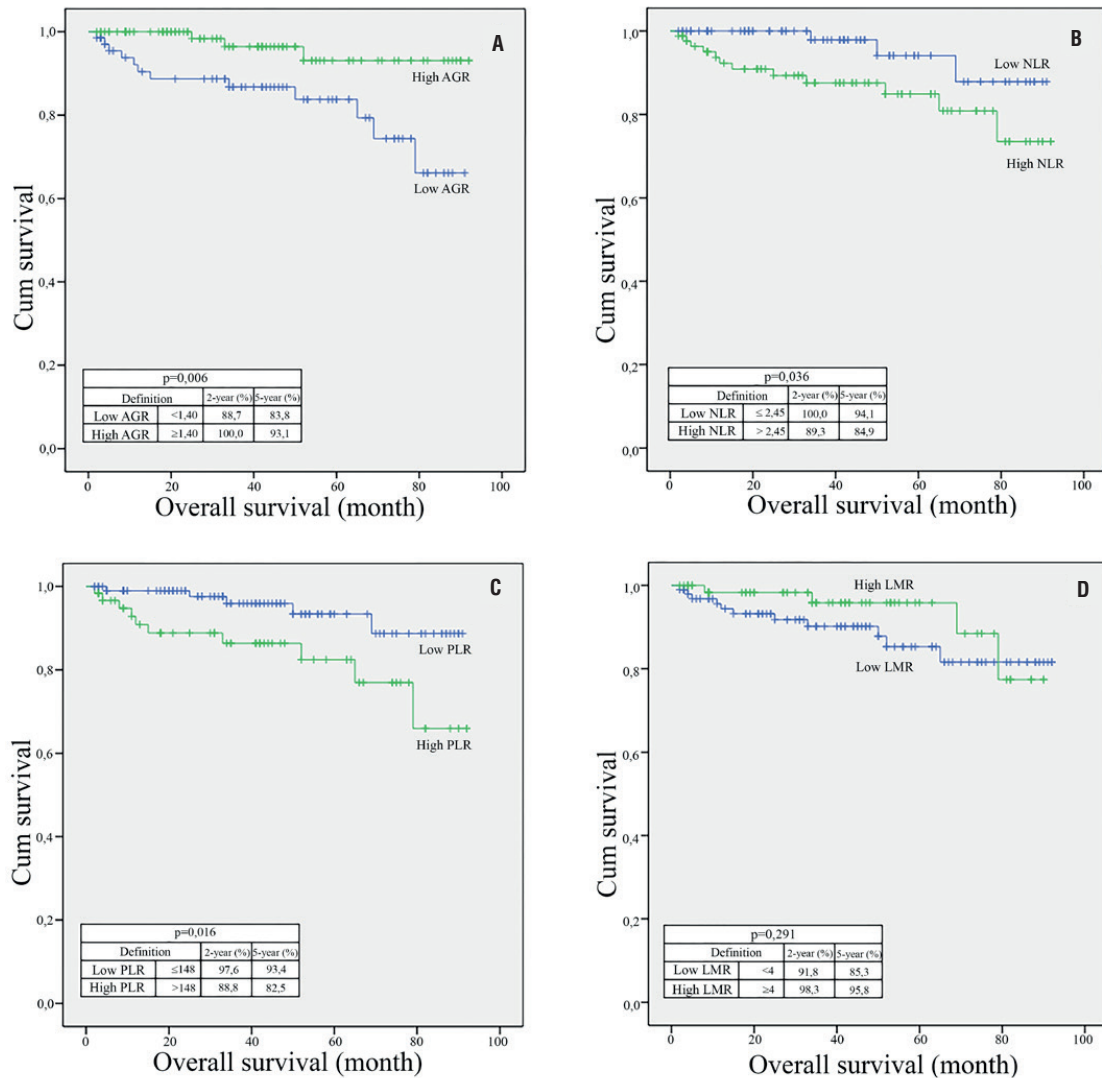 A
Cum survival
1,0
0,8
0,6
0,4
0,2
0,0
High AGR
Low AGR
p=0,006
Definition 2-year (%) 5-year (%)
Low AGR <1,40 88,7 83,8
High AGR ≥1,40 100,0 93,1
0 20 40 60 80 100
Overall survival (month)
B
Cum survival
1,0
0,8
0,6
0,4
0,2
0,0
Low NLR
High NLR
p=0,036
Definition 2-year (%) 5-year (%)
Low NLR ≤ 2,45 100,0 94,1
High NLR > 2,45 89,3 84,9
0 20 40 60 80 100
Overall survival (month)
C
Cum survival
1,0
0,8
0,6
0,4
0,2
0,0
Low PLR
High PLR
p=0,016
Definition 2-year (%) 5-year (%)
Low PLR ≤148 97,6 93,4
High PLR >148 88,8 82,5
0 20 40 60 80 100
Overall survival (month)
D
Cum survival
1,0
0,8
0,6
0,4
0,2
0,0
High LMR
Low LMR
p=0,291
Definition 2-year (%) 5-year (%)
Low LMR <4 91,8 85,3
High LMR ≥4 98,3 95,8
0 20 40 60 80 100
Overall survival (month)